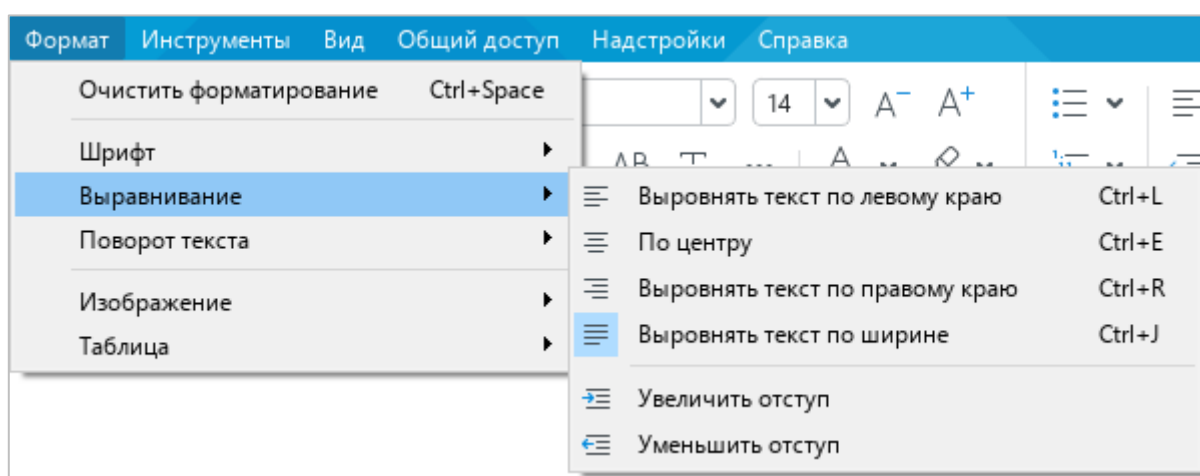 Формат Инструменты Вид Общий доступ Надстройки Справка
Очистить форматирование Ctrl+Space
14 A⁻ A⁺
Шрифт
Выравнивание
Поворот текста
Изображение
Таблица
Выровнять текст по левому краю Ctrl+L
По центру Ctrl+E
Выровнять текст по правому краю Ctrl+R
Выровнять текст по ширине Ctrl+J
Увеличить отступ
Уменьшить отступ